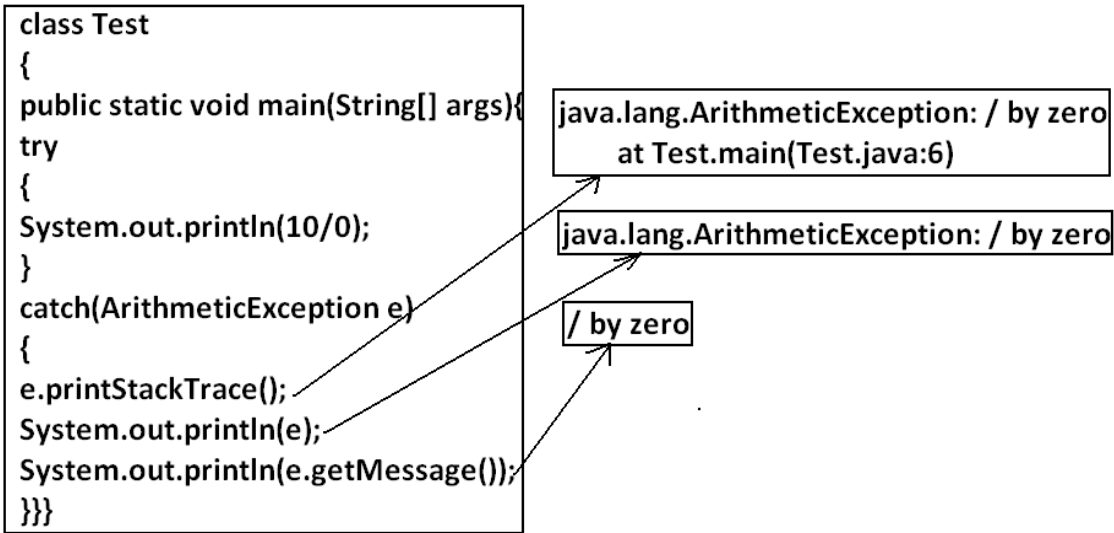 class Test
{
public static void main(String[] args){
try
{
System.out.println(10/0);
}
catch(ArithmeticException e)
{
e.printStackTrace();
System.out.println(e);
System.out.println(e.getMessage());
}}}
java.lang.ArithmeticException: / by zero
at Test.main(Test.java:6)
java.lang.ArithmeticException: / by zero
/ by zero